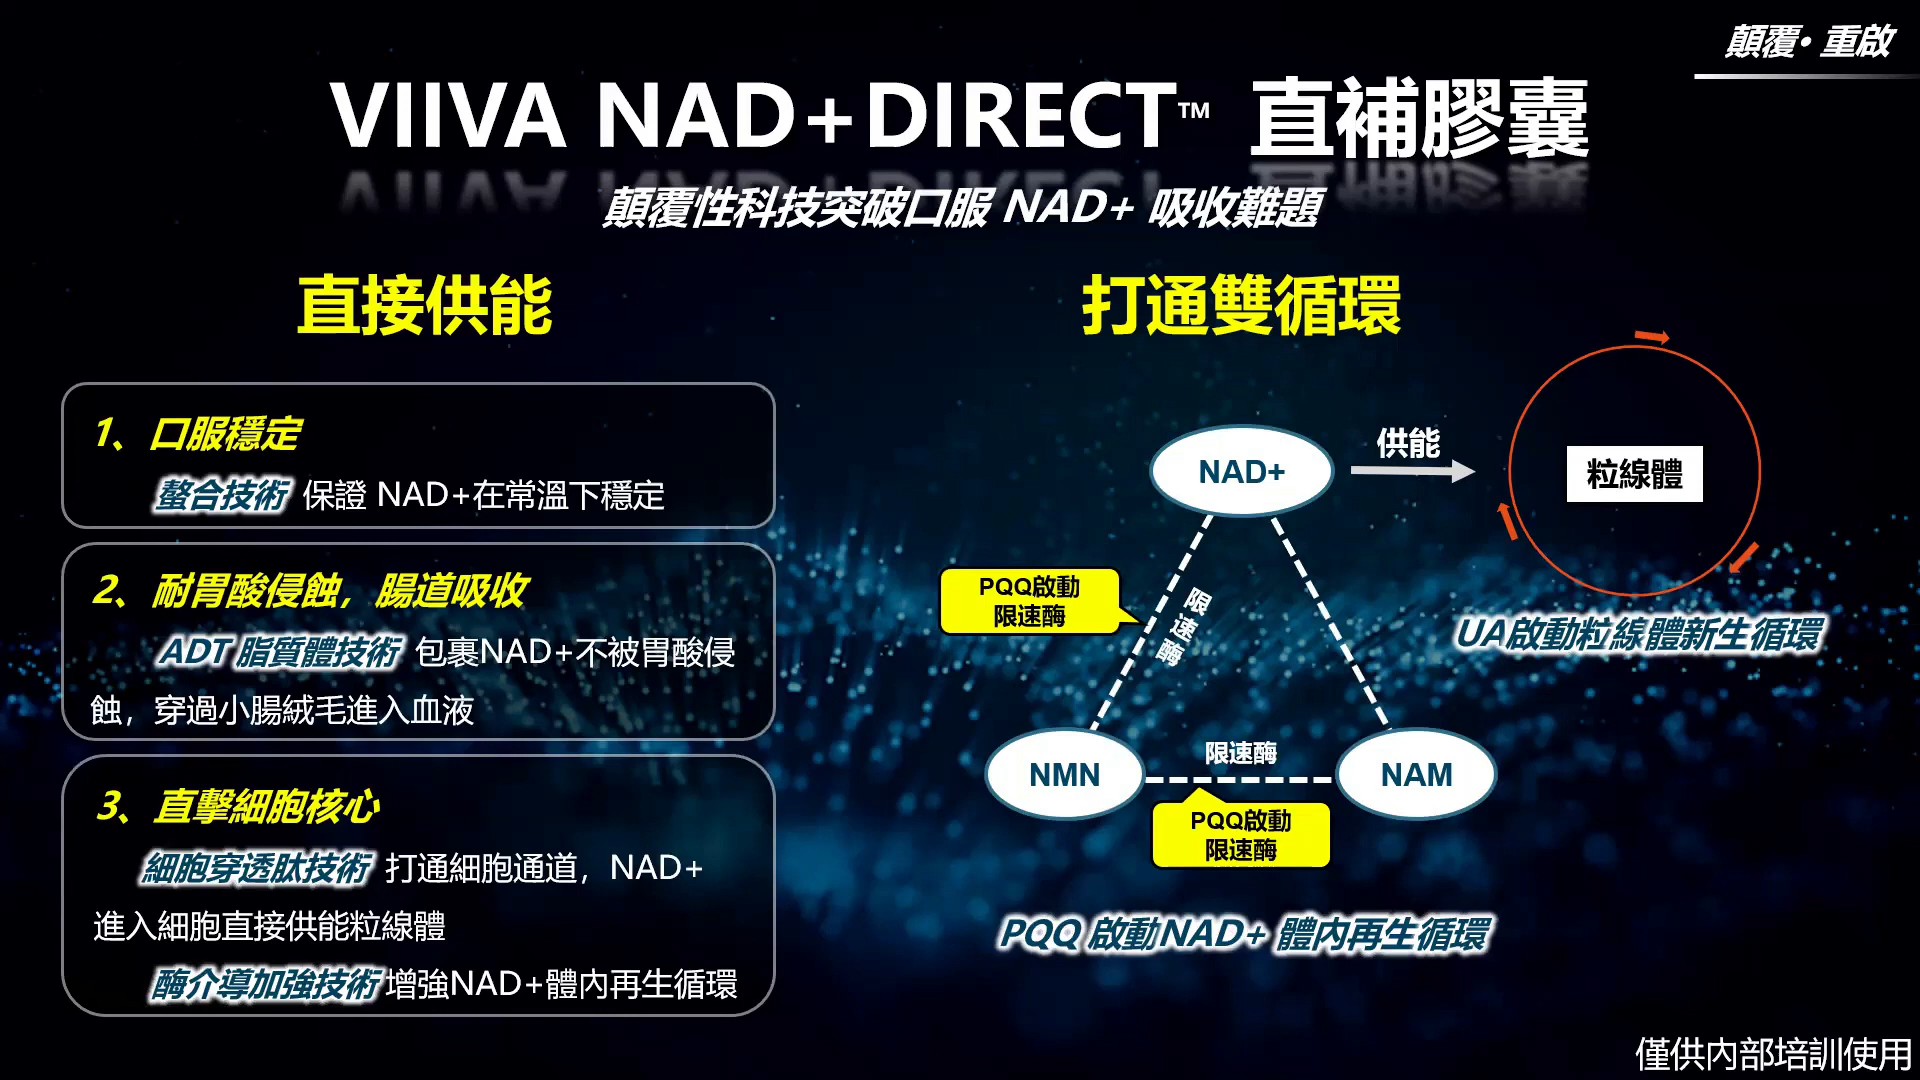 顛覆• 重啟
VIIVA NAD+DIRECT™ 直補膠囊
顛覆性科技突破口服 NAD+ 吸收難題
直接供能
1、口服穩定
螯合技術 保證 NAD+在常溫下穩定
2、耐胃酸侵蝕，腸道吸收
ADT 脂質體技術 包裹NAD+不被胃酸侵
蝕，穿過小腸絨毛進入血液
3、直擊細胞核心
細胞穿透肽技術 打通細胞通道，NAD+
進入細胞直接供能粒線體
酶介導加強技術 增強NAD+體內再生循環
打通雙循環
NAD+
供能
粒線體
PQQ啟動
限速酶
限速酶
UA啟動粒線體新生循環
NMN
限速酶
NAM
PQQ啟動
限速酶
PQQ 啟動NAD+ 體內再生循環
僅供內部培訓使用